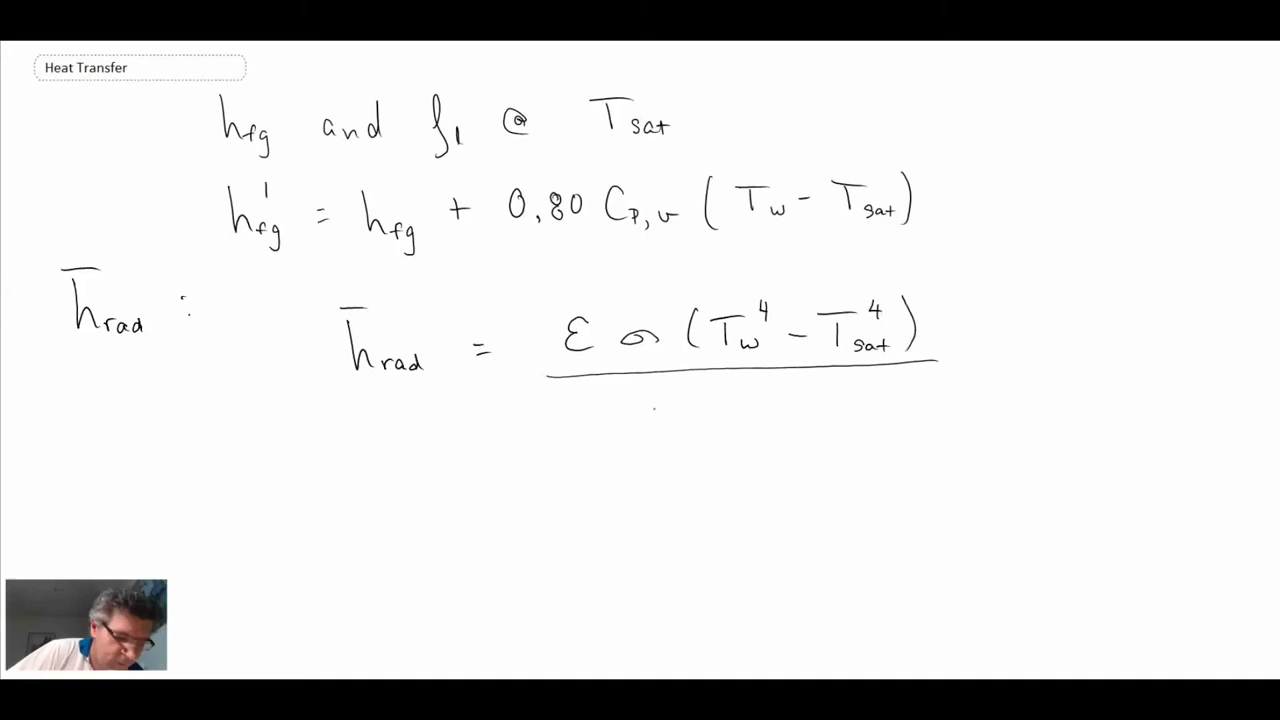 Heat Transfer
hfg and ρl @ Tsat
h'fg = hfg + 0,80 Cp,v (Tw - Tsat)
h̄rad : h̄rad = ε σ (Tw⁴ - Tsat⁴)